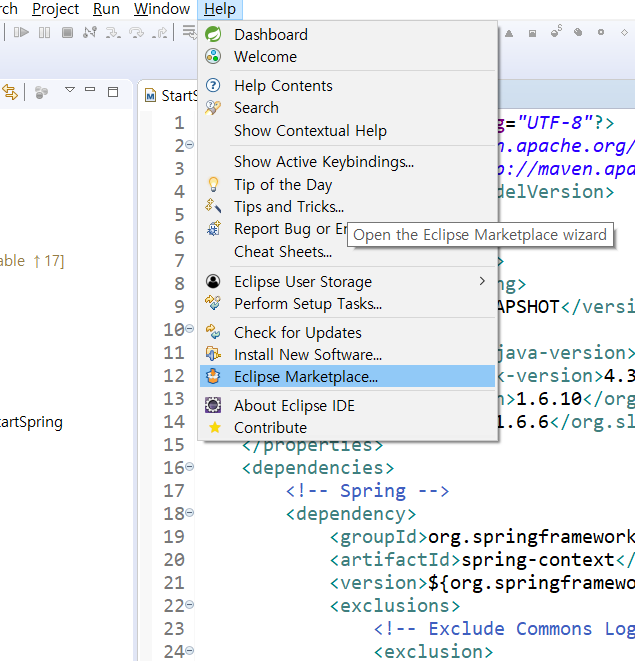 rch Project Run Window Help
Dashboard
Welcome
Help Contents
Search
Show Contextual Help
Show Active Keybindings...
Tip of the Day
Tips and Tricks...
Report Bug or En
Cheat Sheets...
Open the Eclipse Marketplace wizard
Eclipse User Storage
Perform Setup Tasks...
Check for Updates
Install New Software...
Eclipse Marketplace...
About Eclipse IDE
Contribute
able ↑17]
tartSpring
StartS
1 g="UTF-8"?>
2 n.apache.org/
3 p://maven.apa
4 delVersion>
5
6
7 >
8 ng>
9 APSHOT</versi
10
11 java-version>
12 k-version>4.3
13 n>1.6.10</org
14 1.6.6</org.sl
15 </properties>
16 <dependencies>
17 <!-- Spring -->
18 <dependency>
19 <groupId>org.springframework
20 <artifactId>spring-context</
21 <version>${org.springframewo
22 <exclusions>
23 <!-- Exclude Commons Log
24 <exclusion>